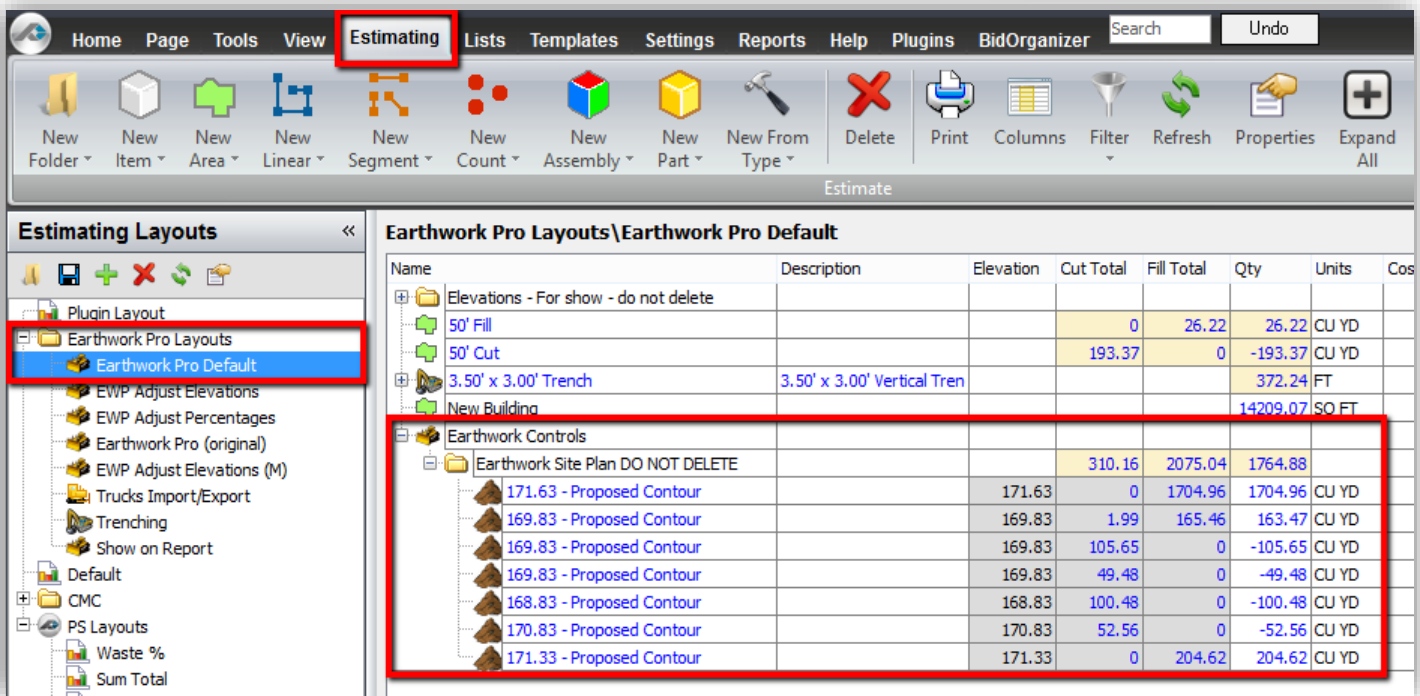 Home Page Tools View Estimating Lists Templates Settings Reports Help Plugins BidOrganizer Search Undo
New Folder New Item New Area New Linear New Segment New Count New Assembly New Part New From Type Delete Print Columns Filter Refresh Properties Expand All
Estimate
Estimating Layouts «
Plugin Layout
Earthwork Pro Layouts
Earthwork Pro Default
EWP Adjust Elevations
EWP Adjust Percentages
Earthwork Pro (original)
EWP Adjust Elevations (M)
Trucks Import/Export
Trenching
Show on Report
Default
CMC
PS Layouts
Waste %
Sum Total
Earthwork Pro Layouts\Earthwork Pro Default
Name Description Elevation Cut Total Fill Total Qty Units Cos
Elevations - For show - do not delete
50' Fill 0 26.22 26.22 CU YD
50' Cut 193.37 0 -193.37 CU YD
3.50' x 3.00' Trench 3.50' x 3.00' Vertical Tren 372.24 FT
New Building 14209.07 SQ FT
Earthwork Controls
Earthwork Site Plan DO NOT DELETE 310.16 2075.04 1764.88
171.63 - Proposed Contour 171.63 0 1704.96 1704.96 CU YD
169.83 - Proposed Contour 169.83 1.99 165.46 163.47 CU YD
169.83 - Proposed Contour 169.83 105.65 0 -105.65 CU YD
169.83 - Proposed Contour 169.83 49.48 0 -49.48 CU YD
168.83 - Proposed Contour 168.83 100.48 0 -100.48 CU YD
170.83 - Proposed Contour 170.83 52.56 0 -52.56 CU YD
171.33 - Proposed Contour 171.33 0 204.62 204.62 CU YD